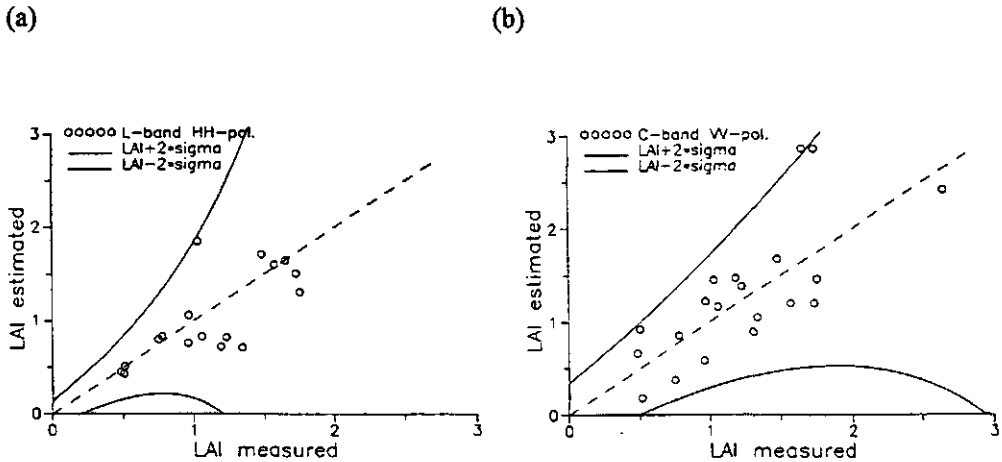 (a)
(b)
3
ooooo L-band HH-pol.
LAI+2*sigma
LAI-2*sigma
2
1
0
LAI estimated
0 1 2 3
LAI measured
3
ooooo C-band VV-pol.
LAI+2*sigma
LAI-2*sigma
2
1
0
LAI estimated
0 1 2 3
LAI measured